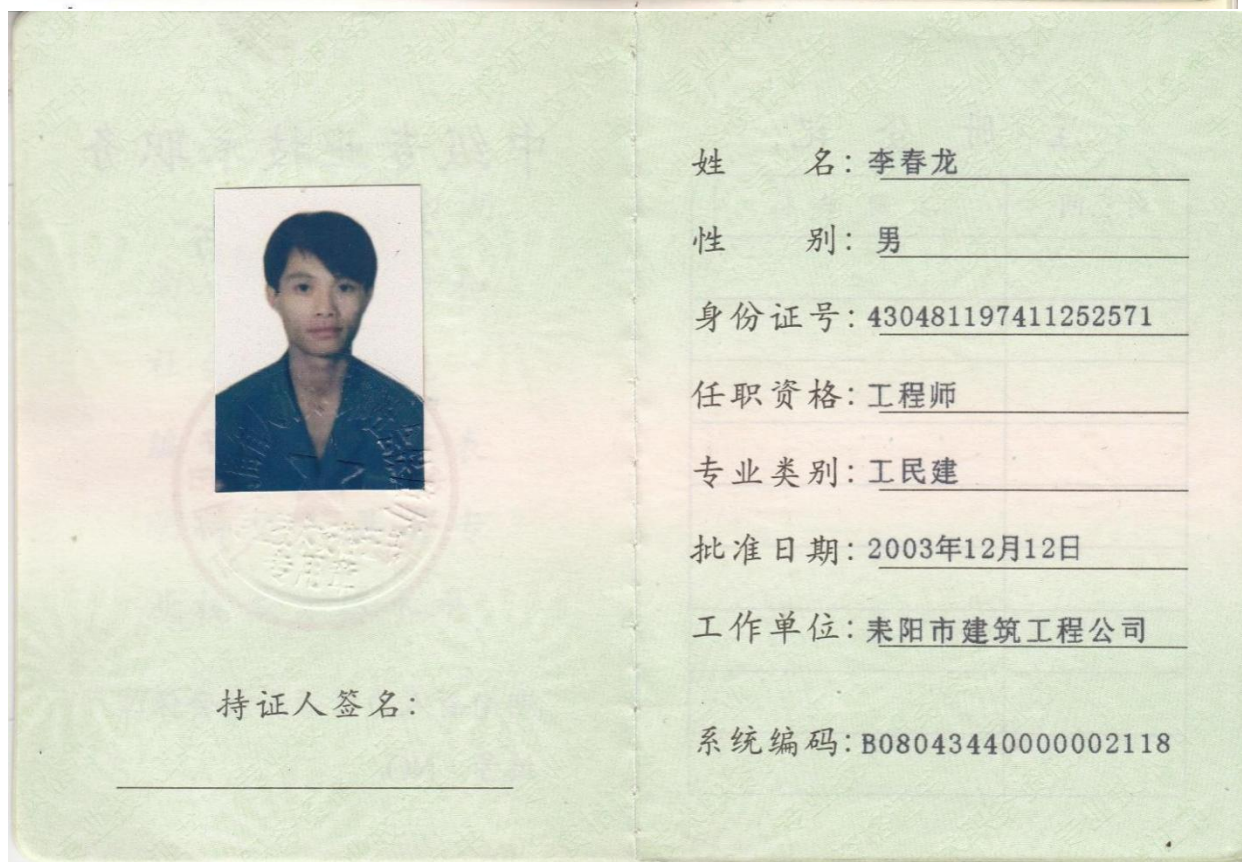 持证人签名:
姓 名: 李春龙
性 别: 男
身份证号: 430481197411252571
任职资格: 工程师
专业类别: 工民建
批准日期: 2003年12月12日
工作单位: 耒阳市建筑工程公司
系统编码: B08043440000002118